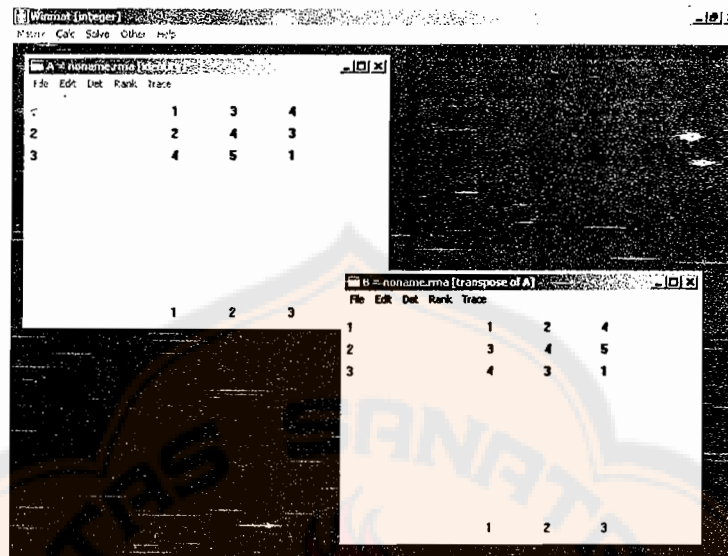 Winmat [integer]
Matrix Calc Solve Other Help
A = noname.rma
File Edit Det Rank Trace
1 3 4
2 2 4 3
3 4 5 1
1 2 3
B = noname.rma [transpose of A]
File Edit Det Rank Trace
1 1 2 4
2 3 4 5
3 4 3 1
1 2 3
TAS SANATA